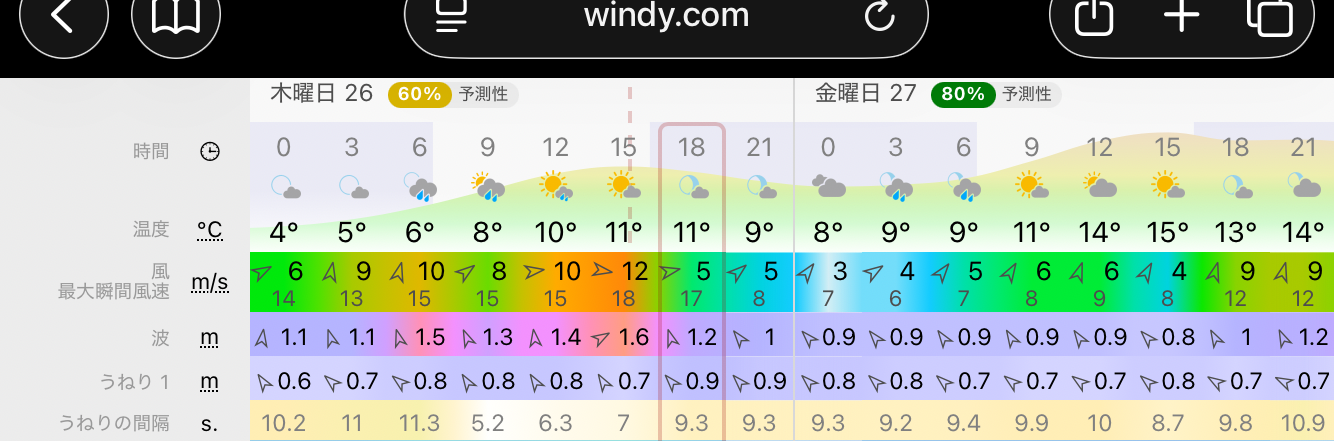 windy.com
木曜日 26 60% 予測性 金曜日 27 80% 予測性
時間 0 3 6 9 12 15 18 21 0 3 6 9 12 15 18 21
温度 °C 4° 5° 6° 8° 10° 11° 11° 9° 8° 9° 9° 11° 14° 15° 13° 14°
風 m/s 6 9 10 8 10 12 5 5 3 4 5 6 6 4 9 9
最大瞬間風速 14 13 15 15 15 18 17 8 7 6 7 8 9 8 12 12
波 m 1.1 1.1 1.5 1.3 1.4 1.6 1.2 1 0.9 0.9 0.9 0.9 0.9 0.8 1 1.2
うねり 1 m 0.6 0.7 0.8 0.8 0.8 0.7 0.9 0.9 0.8 0.8 0.7 0.7 0.7 0.8 0.7 0.7
うねりの間隔 s. 10.2 11 11.3 5.2 6.3 7 9.3 9.3 9.3 9.2 9.4 9.9 10 8.7 9.8 10.9